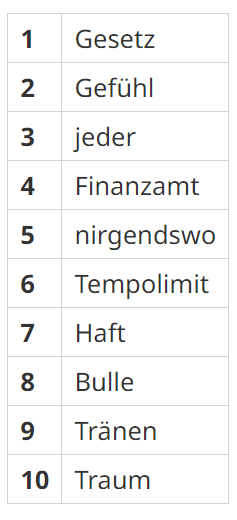 1 Gesetz
2 Gefühl
3 jeder
4 Finanzamt
5 nirgendswo
6 Tempolimit
7 Haft
8 Bulle
9 Tränen
10 Traum